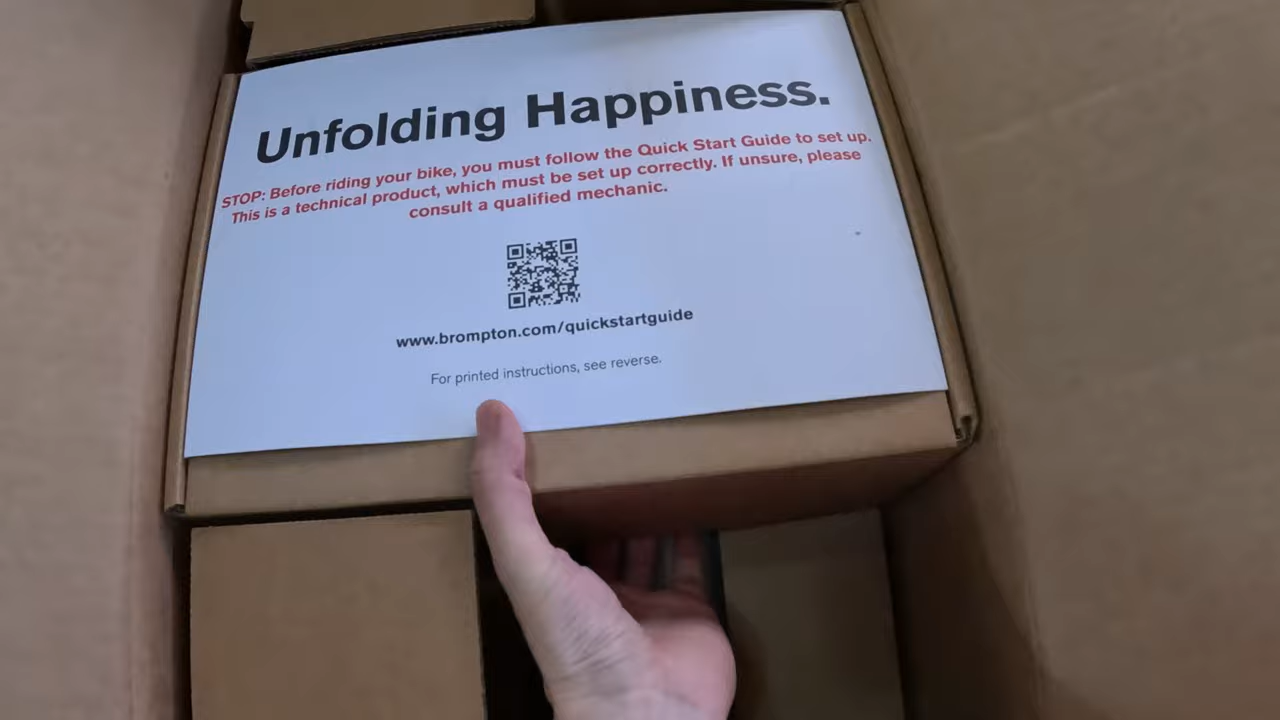 Unfolding Happiness.
STOP: Before riding your bike, you must follow the Quick Start Guide to set up.
This is a technical product, which must be set up correctly. If unsure, please
consult a qualified mechanic.
www.brompton.com/quickstartguide
For printed instructions, see reverse.